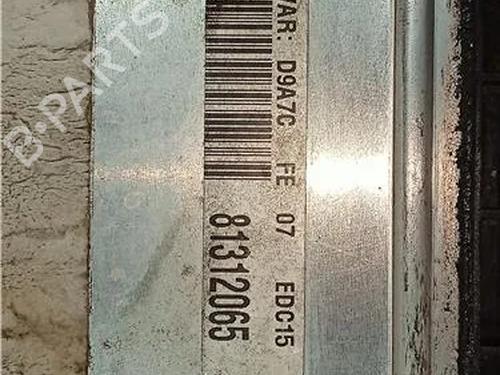 B-PARTS
VAR: D9A7C FE 07 EDC15
81312065